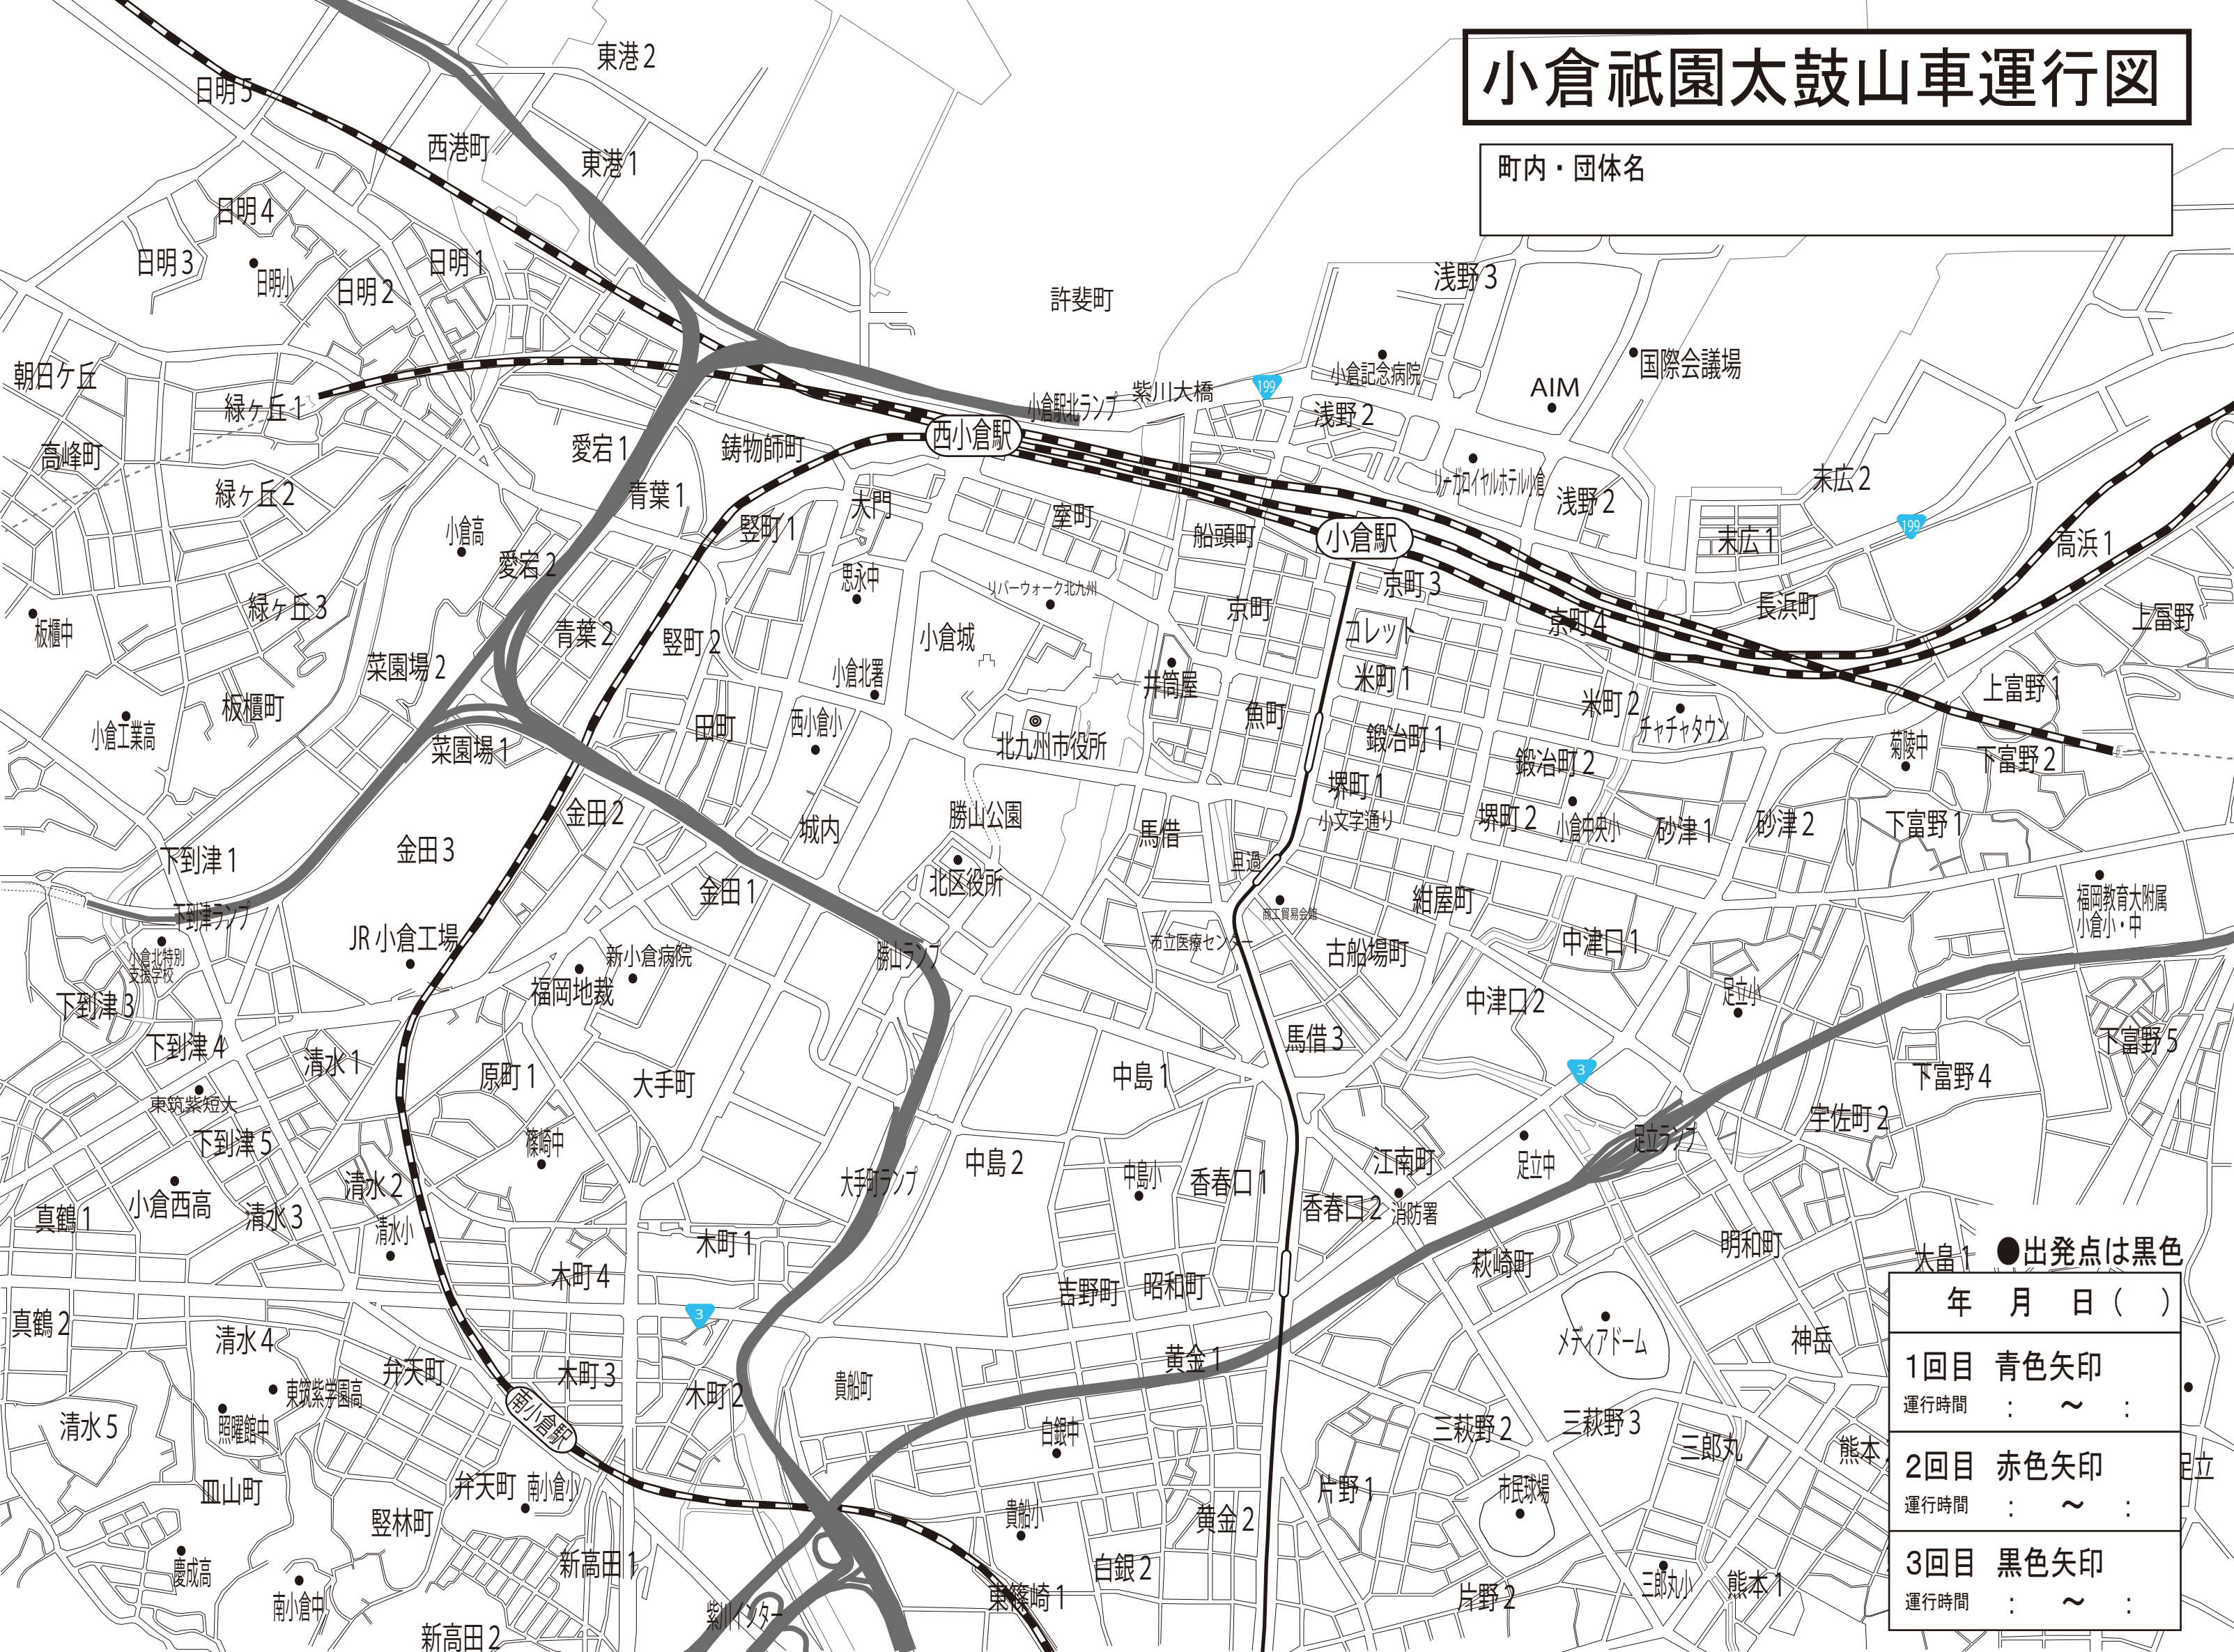 小倉祇園太鼓山車運行図
町内・団体名
東港2
日明5
西港町
東港1
日明4
日明3
日明小
日明2
日明1
許斐町
浅野3
国際会議場
小倉記念病院
AIM
朝日ケ丘
緑ヶ丘1
小倉駅北ランプ
紫川大橋
199
浅野2
西小倉駅
愛宕1
鋳物師町
高峰町
緑ヶ丘2
青葉1
大門
室町
リーガロイヤルホテル小倉
浅野2
末広2
末広1
199
高浜1
小倉高
竪町1
船頭町
小倉駅
愛宕2
思永中
リバーウォーク北九州
京町3
京町
京町4
長浜町
上冨野
緑ヶ丘3
板櫃中
青葉2
竪町2
小倉城
コレット
菜園場2
小倉北署
井筒屋
米町1
上富野1
板櫃町
米町2
チャチャタウン
小倉工業高
田町
西小倉小
北九州市役所
魚町
鍛冶町1
鍛冶町2
菊陵中
下富野2
菜園場1
堺町1
金田2
城内
勝山公園
馬借
小文字通り
堺町2
小倉中央小
砂津1
砂津2
下富野1
金田3
下到津1
旦過
金田1
北区役所
紺屋町
福岡教育大附属
小倉小・中
下到津ランプ
商工貿易会館
JR小倉工場
新小倉病院
勝山ランプ
市立医療センター
古船場町
中津口1
小倉北特別
支援学校
福岡地裁
下到津3
中津口2
足立小
下到津4
清水1
馬借3
下富野5
原町1
大手町
中島1
3
下富野4
東筑紫短大
宇佐町2
下到津5
篠崎中
足立ランプ
中島2
中島小
香春口1
江南町
足立中
大手町ランプ
清水2
小倉西高
真鶴1
清水3
清水小
香春口2
消防署
木町1
明和町
大畠1
●出発点は黒色
木町4
吉野町
昭和町
萩崎町
年 月 日( )
真鶴2
清水4
3
メディアドーム
神岳
黄金1
1回目 青色矢印
運行時間 : ～ :
弁天町
木町3
木町2
貴船町
東筑紫学園高
清水5
照曜館中
南小倉駅
白銀中
三萩野2
三萩野3
三郎丸
熊本
2回目 赤色矢印
運行時間 : ～ :
足立
皿山町
弁天町
南小倉小
片野1
市民球場
竪林町
貴船小
黄金2
慶成高
新高田1
白銀2
3回目 黒色矢印
運行時間 : ～ :
南小倉中
東篠崎1
片野2
三郎丸小
熊本1
紫川インター
新高田2